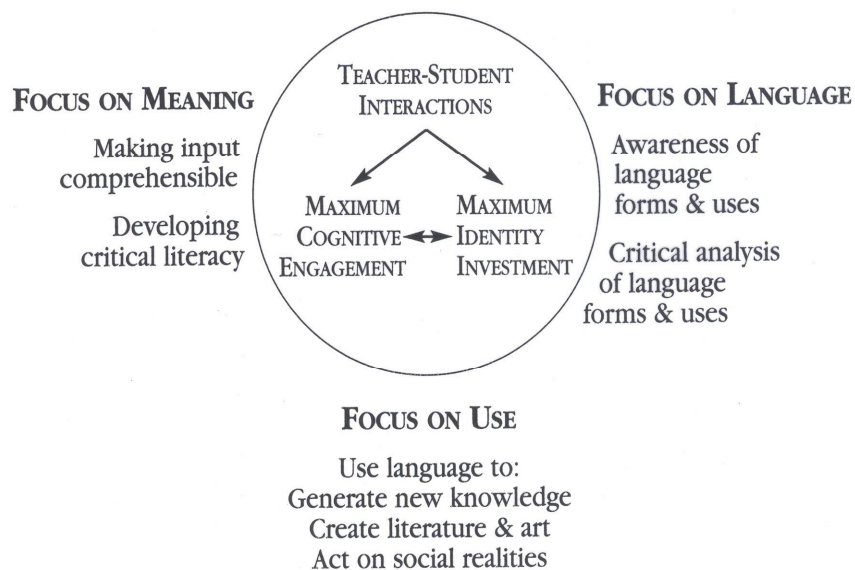 TEACHER-STUDENT
INTERACTIONS
MAXIMUM
COGNITIVE
ENGAGEMENT
MAXIMUM
IDENTITY
INVESTMENT
FOCUS ON MEANING
Making input
comprehensible
Developing
critical literacy
FOCUS ON LANGUAGE
Awareness of
language
forms & uses
Critical analysis
of language
forms & uses
FOCUS ON USE
Use language to:
Generate new knowledge
Create literature & art
Act on social realities